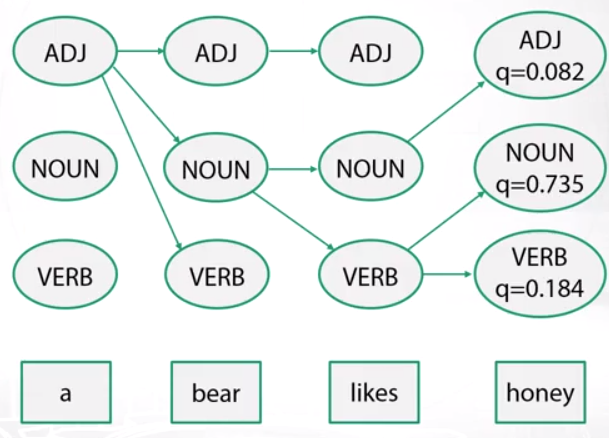 ADJ
ADJ
ADJ
ADJ
q=0.082
NOUN
NOUN
NOUN
NOUN
q=0.735
VERB
VERB
VERB
VERB
q=0.184
a
bear
likes
honey